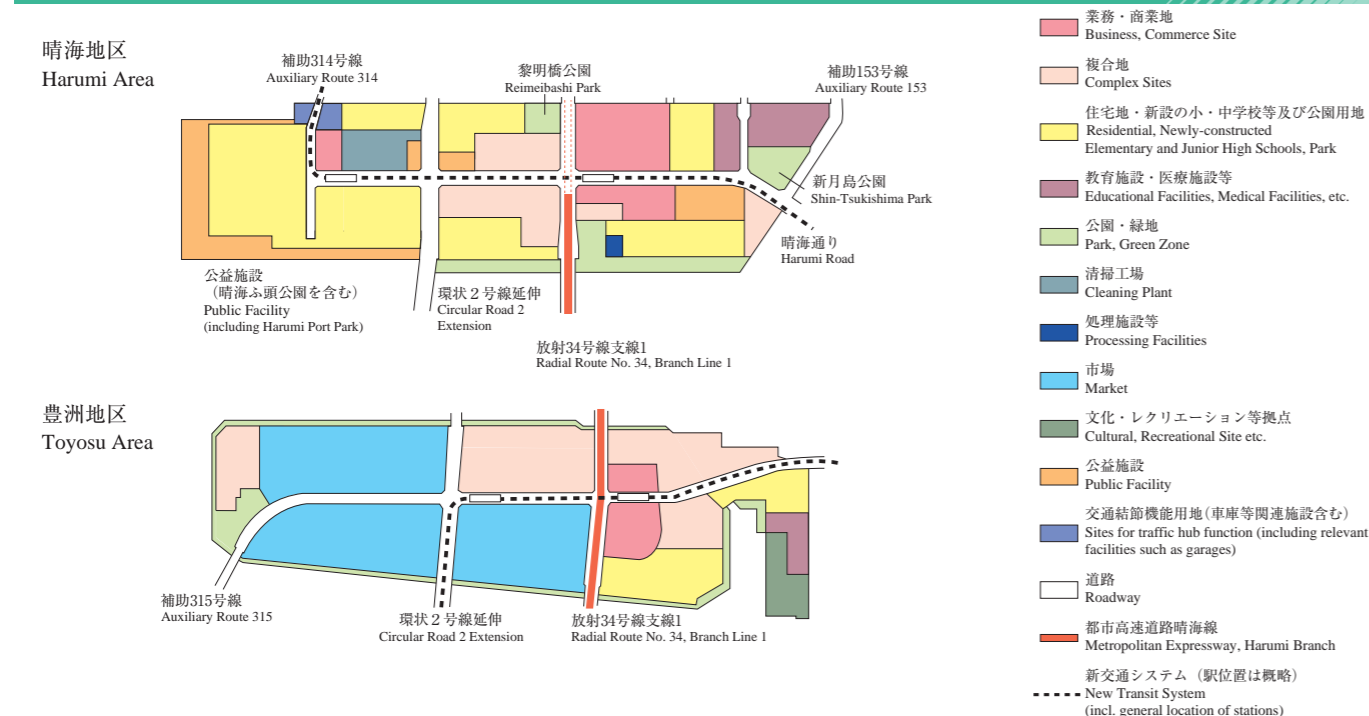 晴海地区
Harumi Area
補助314号線
Auxiliary Route 314
黎明橋公園
Reimeibashi Park
補助153号線
Auxiliary Route 153
新月島公園
Shin-Tsukishima Park
晴海通り
Harumi Road
公益施設
（晴海ふ頭公園を含む）
Public Facility
(including Harumi Port Park)
環状２号線延伸
Circular Road 2
Extension
放射34号線支線1
Radial Route No. 34, Branch Line 1
豊洲地区
Toyosu Area
補助315号線
Auxiliary Route 315
環状２号線延伸
Circular Road 2 Extension
放射34号線支線1
Radial Route No. 34, Branch Line 1
業務・商業地
Business, Commerce Site
複合地
Complex Sites
住宅地・新設の小・中学校等及び公園用地
Residential, Newly-constructed
Elementary and Junior High Schools, Park
教育施設・医療施設等
Educational Facilities, Medical Facilities, etc.
公園・緑地
Park, Green Zone
清掃工場
Cleaning Plant
処理施設等
Processing Facilities
市場
Market
文化・レクリエーション等拠点
Cultural, Recreational Site etc.
公益施設
Public Facility
交通結節機能用地(車庫等関連施設含む)
Sites for traffic hub function (including relevant
facilities such as garages)
道路
Roadway
都市高速道路晴海線
Metropolitan Expressway, Harumi Branch
新交通システム（駅位置は概略）
New Transit System
(incl. general location of stations)